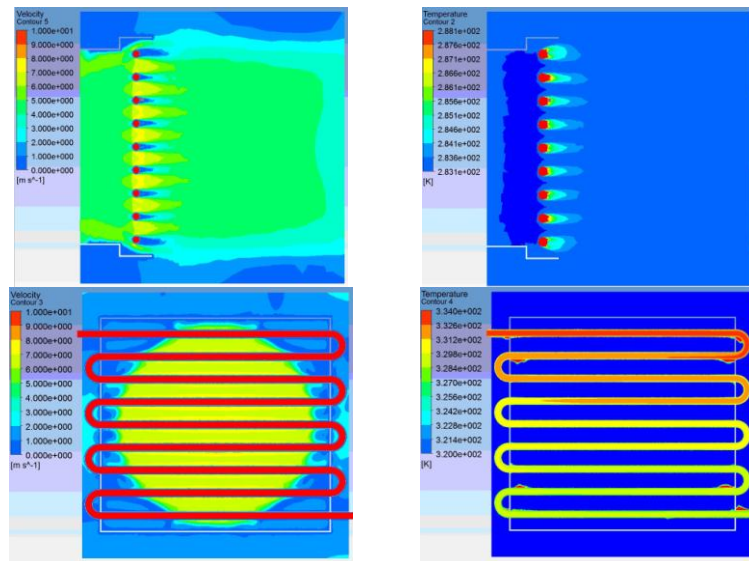 Velocity
Contour 5
1.000e+001
9.000e+000
8.000e+000
7.000e+000
6.000e+000
5.000e+000
4.000e+000
3.000e+000
2.000e+000
1.000e+000
0.000e+000
[m s^-1]
Temperature
Contour 2
2.881e+002
2.876e+002
2.871e+002
2.866e+002
2.861e+002
2.856e+002
2.851e+002
2.846e+002
2.841e+002
2.836e+002
2.831e+002
[K]
Velocity
Contour 3
1.000e+001
9.000e+000
8.000e+000
7.000e+000
6.000e+000
5.000e+000
4.000e+000
3.000e+000
2.000e+000
1.000e+000
0.000e+000
[m s^-1]
Temperature
Contour 4
3.340e+002
3.326e+002
3.312e+002
3.298e+002
3.284e+002
3.270e+002
3.256e+002
3.242e+002
3.228e+002
3.214e+002
3.200e+002
[K]